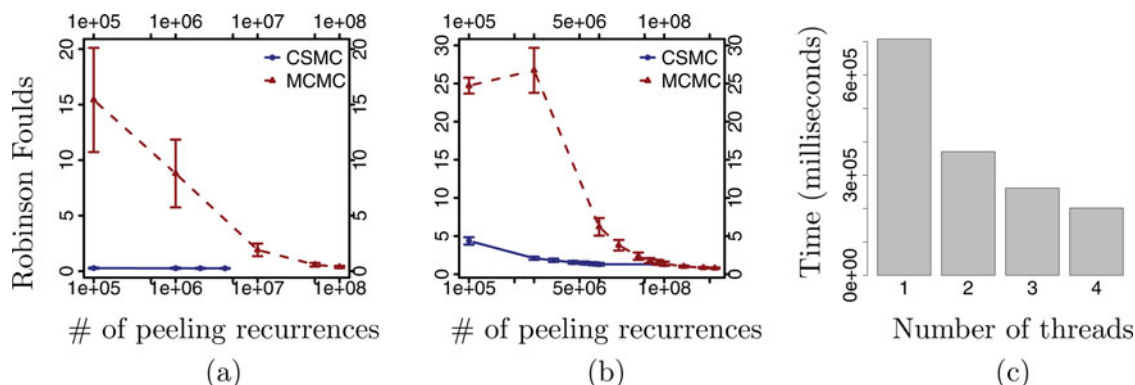 1e+05 1e+06 1e+07 1e+08
20 15 10 5 0
20 15 10 5 0
CSMC
MCMC
1e+05 1e+06 1e+07 1e+08
Robinson Foulds
# of peeling recurrences
(a)
1e+05 5e+06 1e+08
30 25 20 15 10 5 0
30 25 20 15 10 5 0
CSMC
MCMC
1e+05 5e+06 1e+08
# of peeling recurrences
(b)
Time (milliseconds)
6e+05
3e+05
0e+00
1 2 3 4
Number of threads
(c)